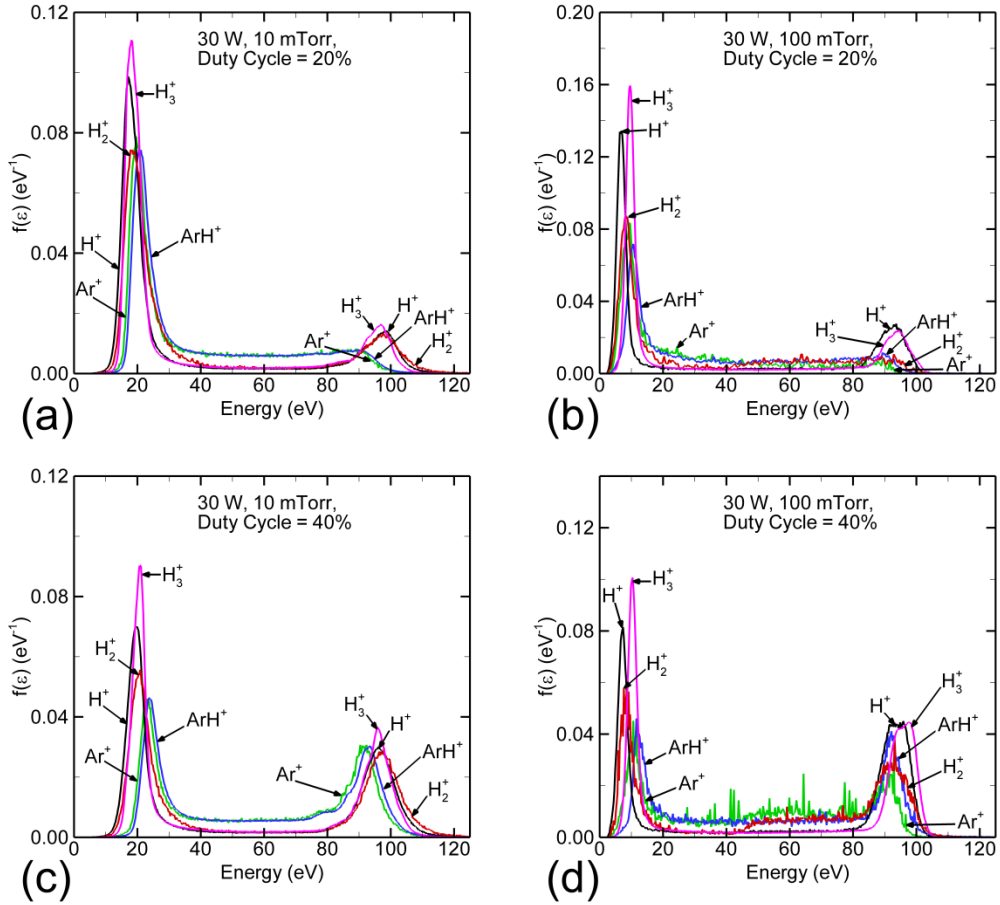 0.12
0.08
0.04
0.00
f(ε) (eV⁻¹)
30 W, 10 mTorr,
Duty Cycle = 20%
H₃⁺
H₂⁺
H⁺
Ar⁺
ArH⁺
H₃⁺
H⁺
ArH⁺
Ar⁺
H₂⁺
0 20 40 60 80 100 120
Energy (eV)
(a)
0.20
0.16
0.12
0.08
0.04
0.00
f(ε) (eV⁻¹)
30 W, 100 mTorr,
Duty Cycle = 20%
H₃⁺
H⁺
H₂⁺
ArH⁺
Ar⁺
H⁺
H₃⁺
ArH⁺
H₂⁺
Ar⁺
0 20 40 60 80 100 120
Energy (eV)
(b)
0.12
0.08
0.04
0.00
f(ε) (eV⁻¹)
30 W, 10 mTorr,
Duty Cycle = 40%
H₃⁺
H₂⁺
H⁺
ArH⁺
Ar⁺
H₃⁺
H⁺
Ar⁺
ArH⁺
H₂⁺
0 20 40 60 80 100 120
Energy (eV)
(c)
0.12
0.08
0.04
0.00
f(ε) (eV⁻¹)
30 W, 100 mTorr,
Duty Cycle = 40%
H₃⁺
H⁺
H₂⁺
ArH⁺
Ar⁺
H⁺
H₃⁺
ArH⁺
H₂⁺
Ar⁺
0 20 40 60 80 100 120
Energy (eV)
(d)